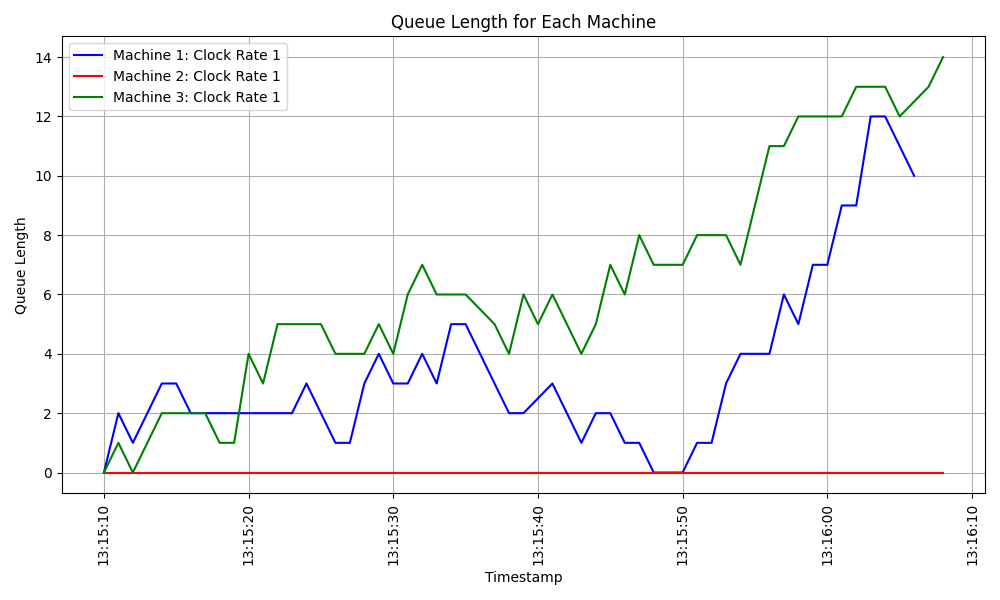 Queue Length for Each Machine
Machine 1: Clock Rate 1
Machine 2: Clock Rate 1
Machine 3: Clock Rate 1
Queue Length
14
12
10
8
6
4
2
0
13:15:10
13:15:20
13:15:30
13:15:40
13:15:50
13:16:00
13:16:10
Timestamp